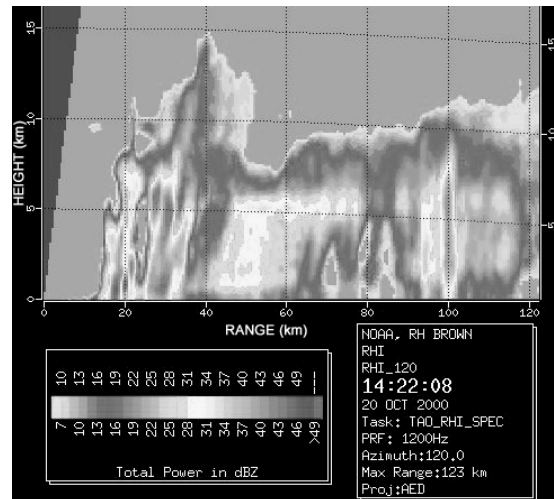 15
15
HEIGHT (km)
10
10
5
5
0
0 20 40 60 80 100 120
RANGE (km)
10 13 16 19 22 25 28 31 34 37 40 43 46 49 ---
7 10 13 16 19 22 25 28 31 34 37 40 43 46 >49
Total Power in dBZ
NOAA, RH BROWN
RHI
RHI_120
14:22:08
20 OCT 2000
Task: TAO_RHI_SPEC
PRF: 1200Hz
Azimuth:120.0
Max Range:123 km
Proj:AED